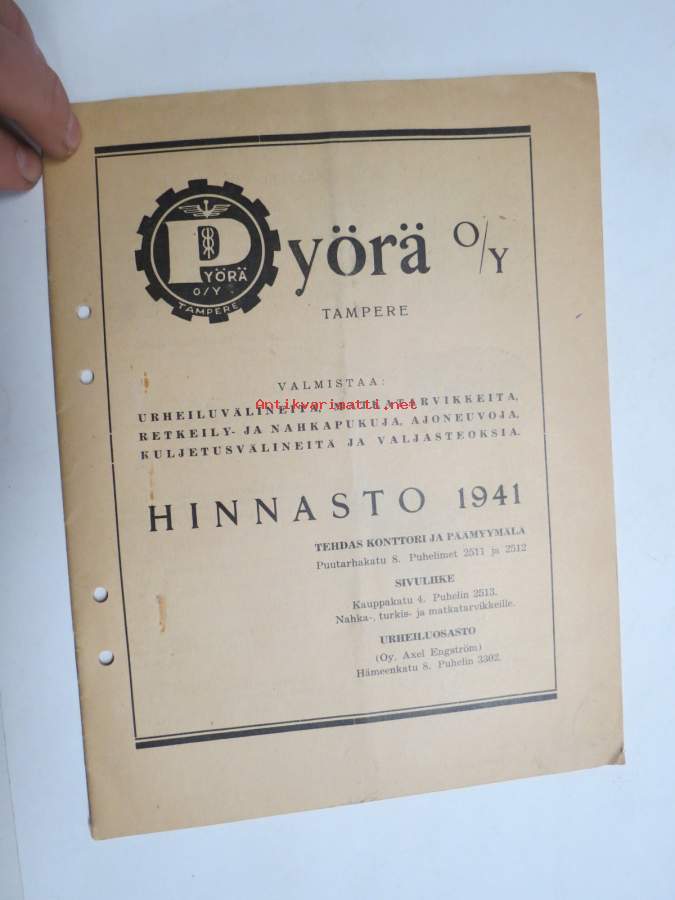 PYÖRÄ
O/Y
TAMPERE
Pyörä O/Y
TAMPERE
VALMISTAA:
Antikvariaatti.net
URHEILUVÄLINEITÄ, MATKATARVIKKEITA,
RETKEILY- JA NAHKAPUKUJA, AJONEUVOJA,
KULJETUSVÄLINEITÄ JA VALJASTEOKSIA.
HINNASTO 1941
TEHDAS KONTTORI JA PÄÄMYYMÄLÄ
Puutarhakatu 8. Puhelimet 2511 ja 2512
SIVULIIKE
Kauppakatu 4. Puhelin 2513.
Nahka-, turkis- ja matkatarvikkeille.
URHEILUOSASTO
(Oy. Axel Engström)
Hämeenkatu 8. Puhelin 3302.